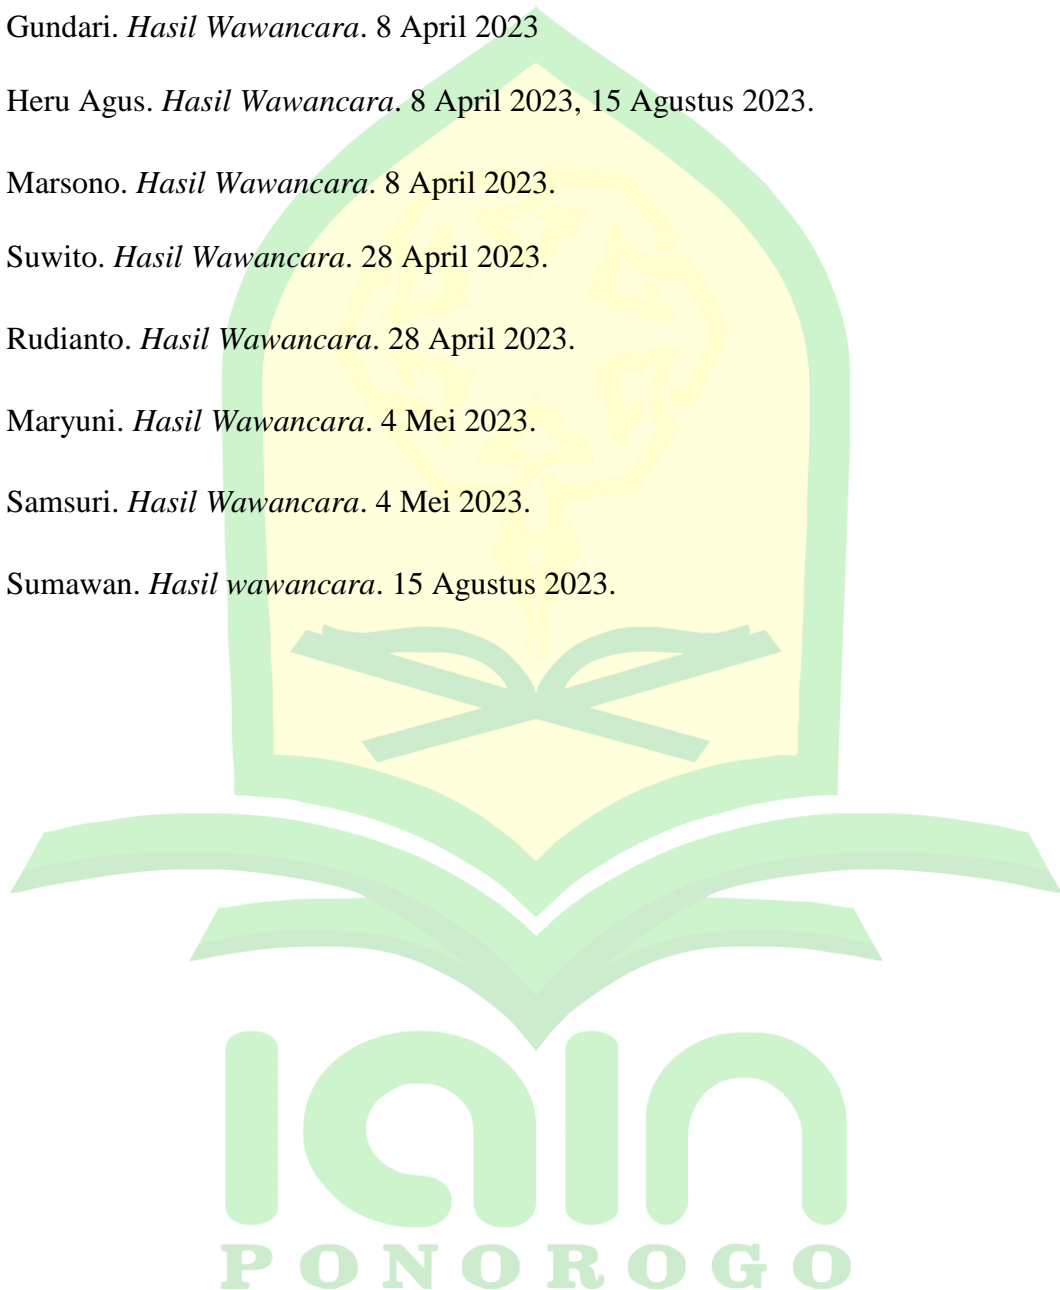 Gundari. Hasil Wawancara. 8 April 2023
Heru Agus. Hasil Wawancara. 8 April 2023, 15 Agustus 2023.
Marsono. Hasil Wawancara. 8 April 2023.
Suwito. Hasil Wawancara. 28 April 2023.
Rudianto. Hasil Wawancara. 28 April 2023.
Maryuni. Hasil Wawancara. 4 Mei 2023.
Samsuri. Hasil Wawancara. 4 Mei 2023.
Sumawan. Hasil wawancara. 15 Agustus 2023.
IAIN
PONOROGO